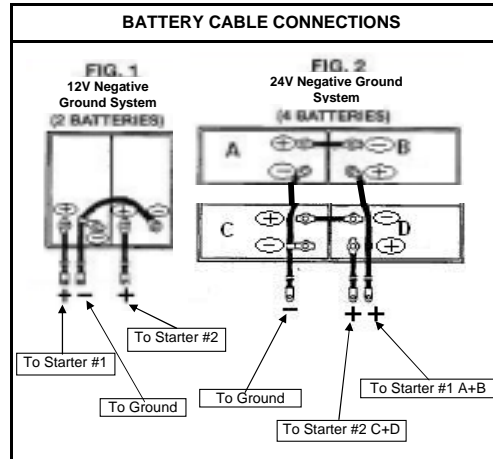 BATTERY CABLE CONNECTIONS
FIG. 1
12V Negative
Ground System
(2 BATTERIES)
FIG. 2
24V Negative Ground
System
(4 BATTERIES)
A
+
-
-
B
+
+
-
+
-
C
+
-
-
D
+
+
-
+
-
+
+
To Starter #1
To Ground
To Starter #2
To Ground
To Starter #2 C+D
To Starter #1 A+B